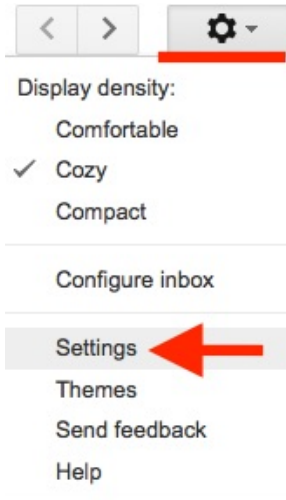 Display density:
Comfortable
Cozy
Compact
Configure inbox
Settings
Themes
Send feedback
Help